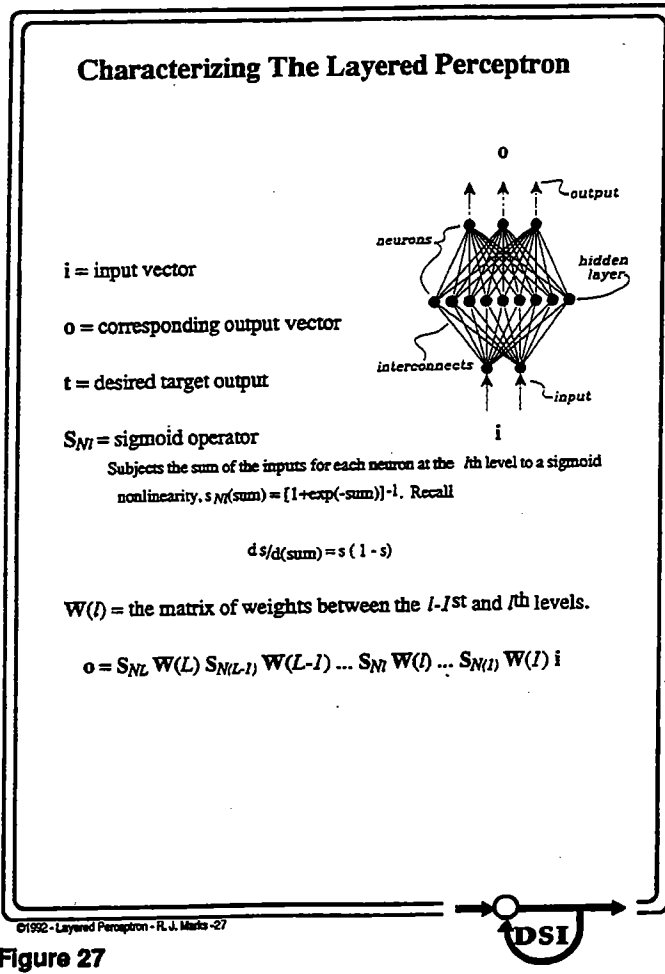 Characterizing The Layered Perceptron
o
output
neurons
hidden
layer
i = input vector
o = corresponding output vector
interconnects
t = desired target output
input
i
S_Nl = sigmoid operator
Subjects the sum of the inputs for each neuron at the lth level to a sigmoid
nonlinearity, s_Nl(sum) = [1+exp(-sum)]^-1. Recall
ds/d(sum) = s ( 1 - s)
W(l) = the matrix of weights between the l-1st and lth levels.
o = S_NL W(L) S_N(L-1) W(L-1) ... S_Nl W(l) ... S_N(1) W(1) i
©1992 - Layered Perceptron - R. J. Marks -27
DSI
Figure 27